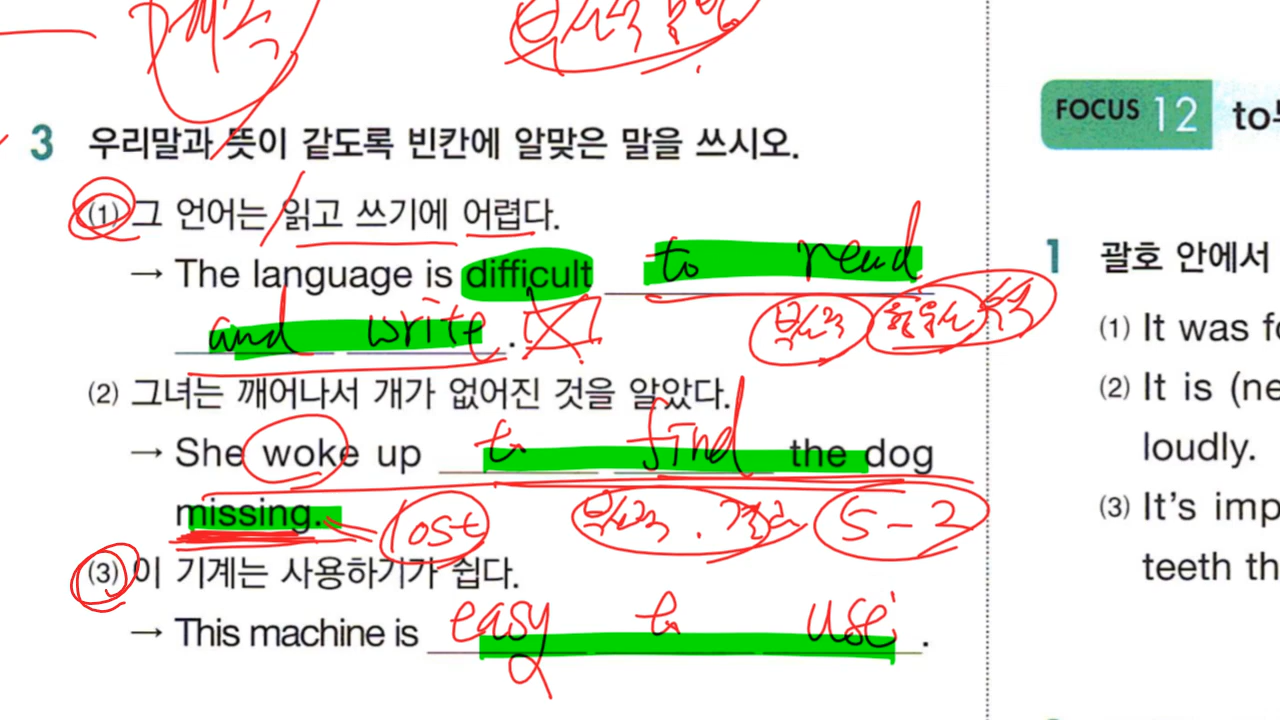 부사적 용법
3 우리말과 뜻이 같도록 빈칸에 알맞은 말을 쓰시오.
(1) 그 언어는 읽고 쓰기에 어렵다.
→ The language is difficult to read
and write.
부사적 형용사 수식
(2) 그녀는 깨어나서 개가 없어진 것을 알았다.
→ She woke up to find the dog
missing. lost 부사적. 결과 5-2
(3) 이 기계는 사용하기가 쉽다.
→ This machine is easy to use.
FOCUS 12
1 괄호 안에서
(1) It was
(2) It is (ne
loudly.
(3) It's imp
teeth th